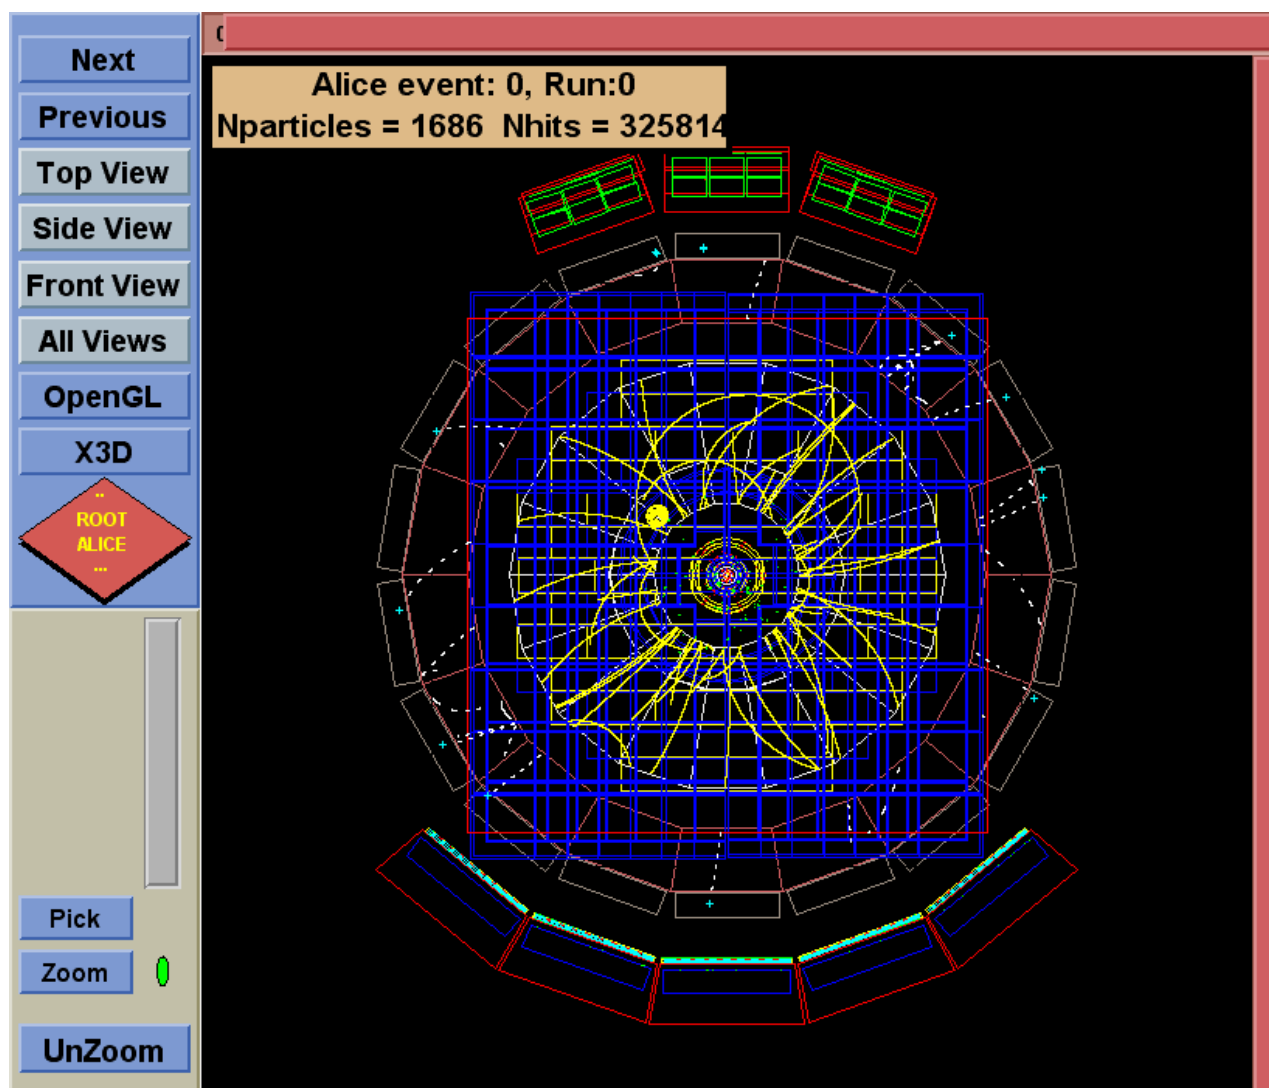 Next
Previous
Top View
Side View
Front View
All Views
OpenGL
X3D
..
ROOT
ALICE
...
Pick
Zoom
UnZoom
Alice event: 0, Run:0
Nparticles = 1686 Nhits = 325814